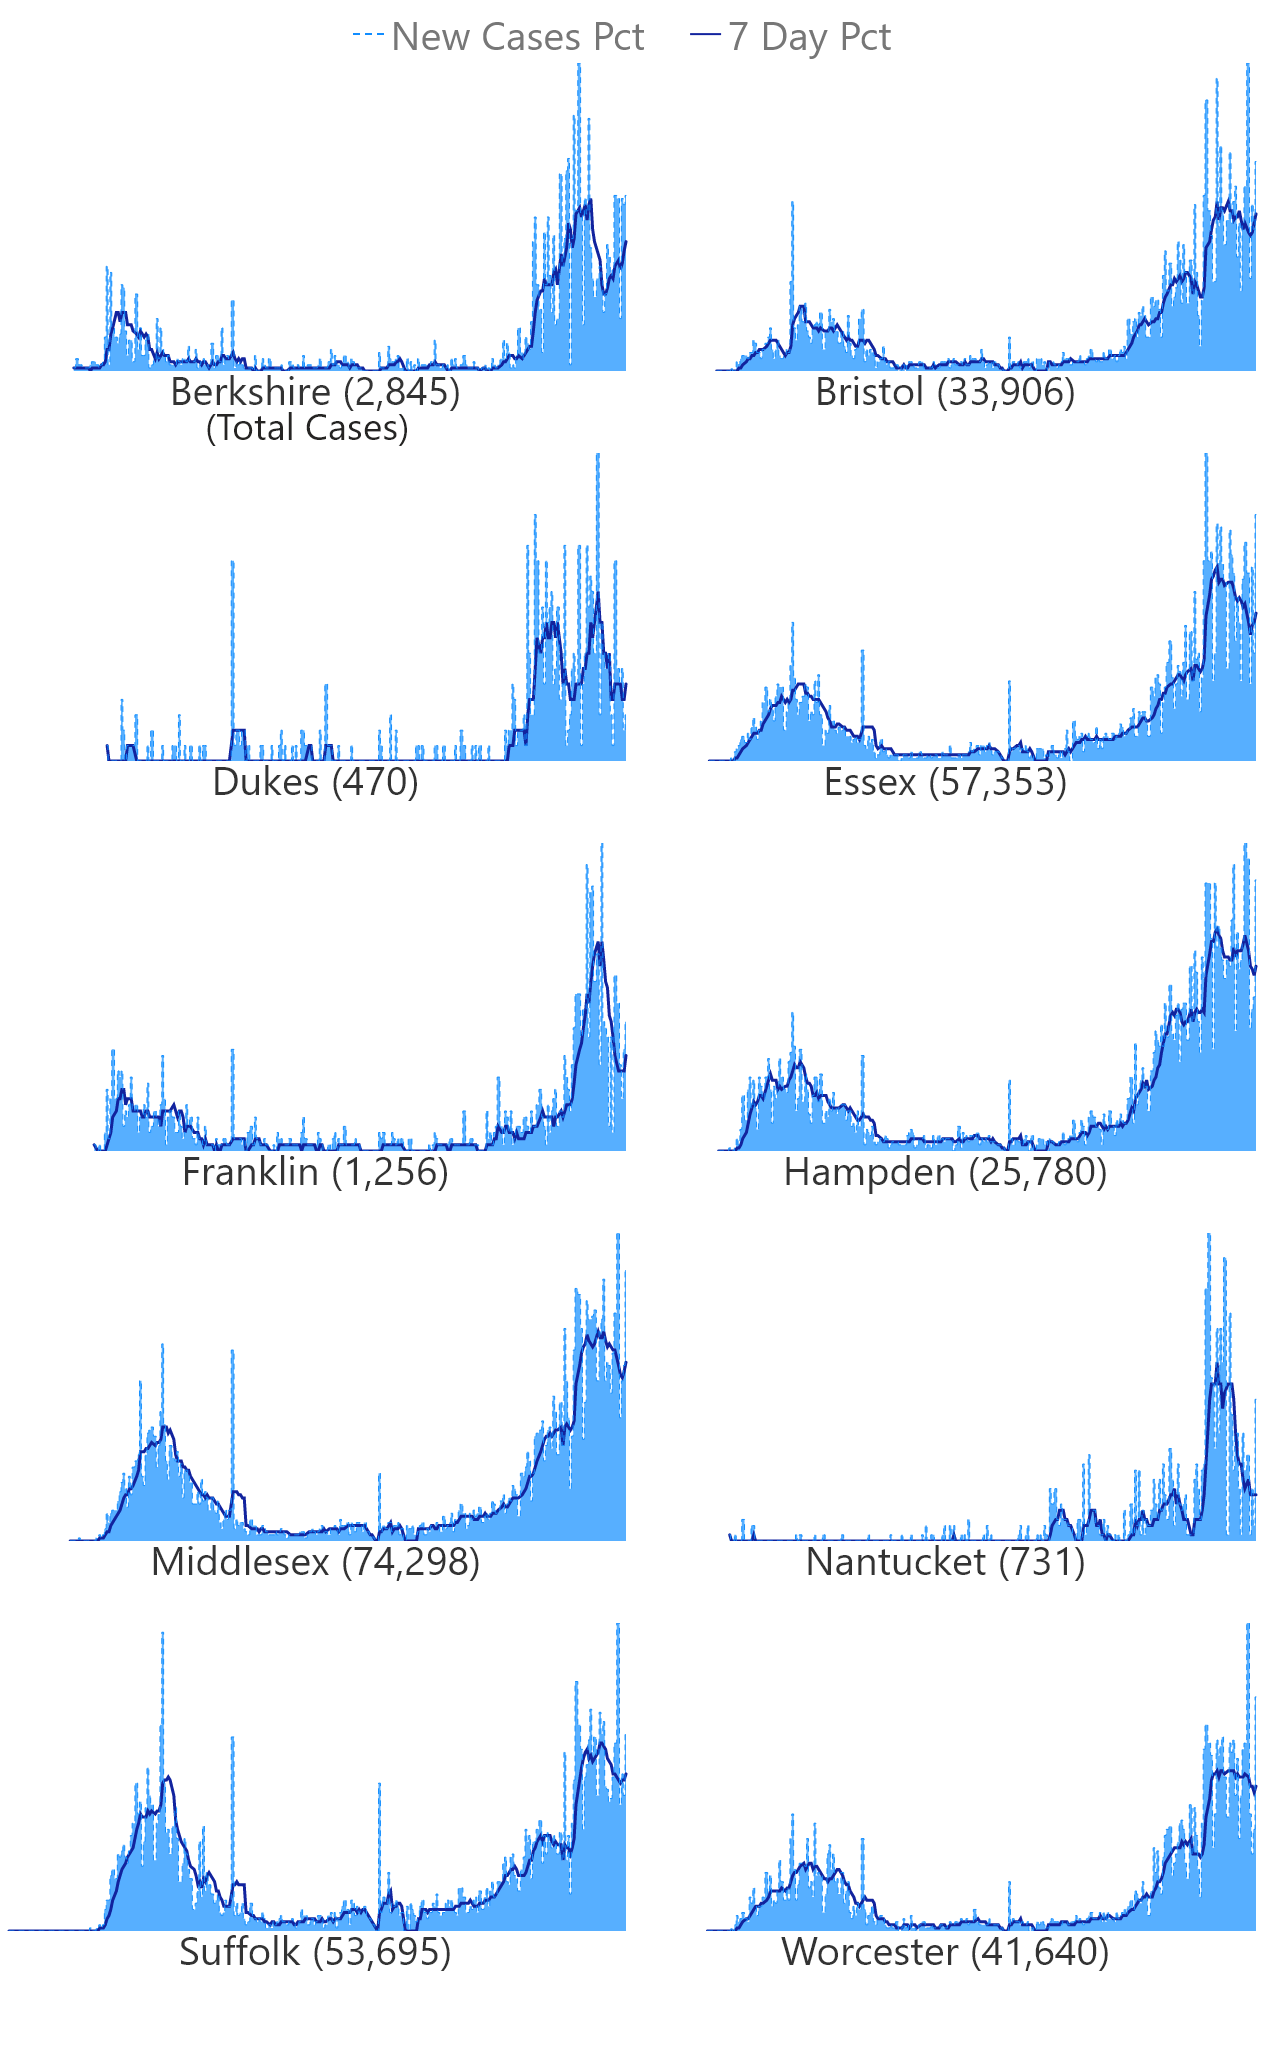 New Cases Pct 7 Day Pct
Berkshire (2,845)
(Total Cases)
Bristol (33,906)
Dukes (470)
Essex (57,353)
Franklin (1,256)
Hampden (25,780)
Middlesex (74,298)
Nantucket (731)
Suffolk (53,695)
Worcester (41,640)